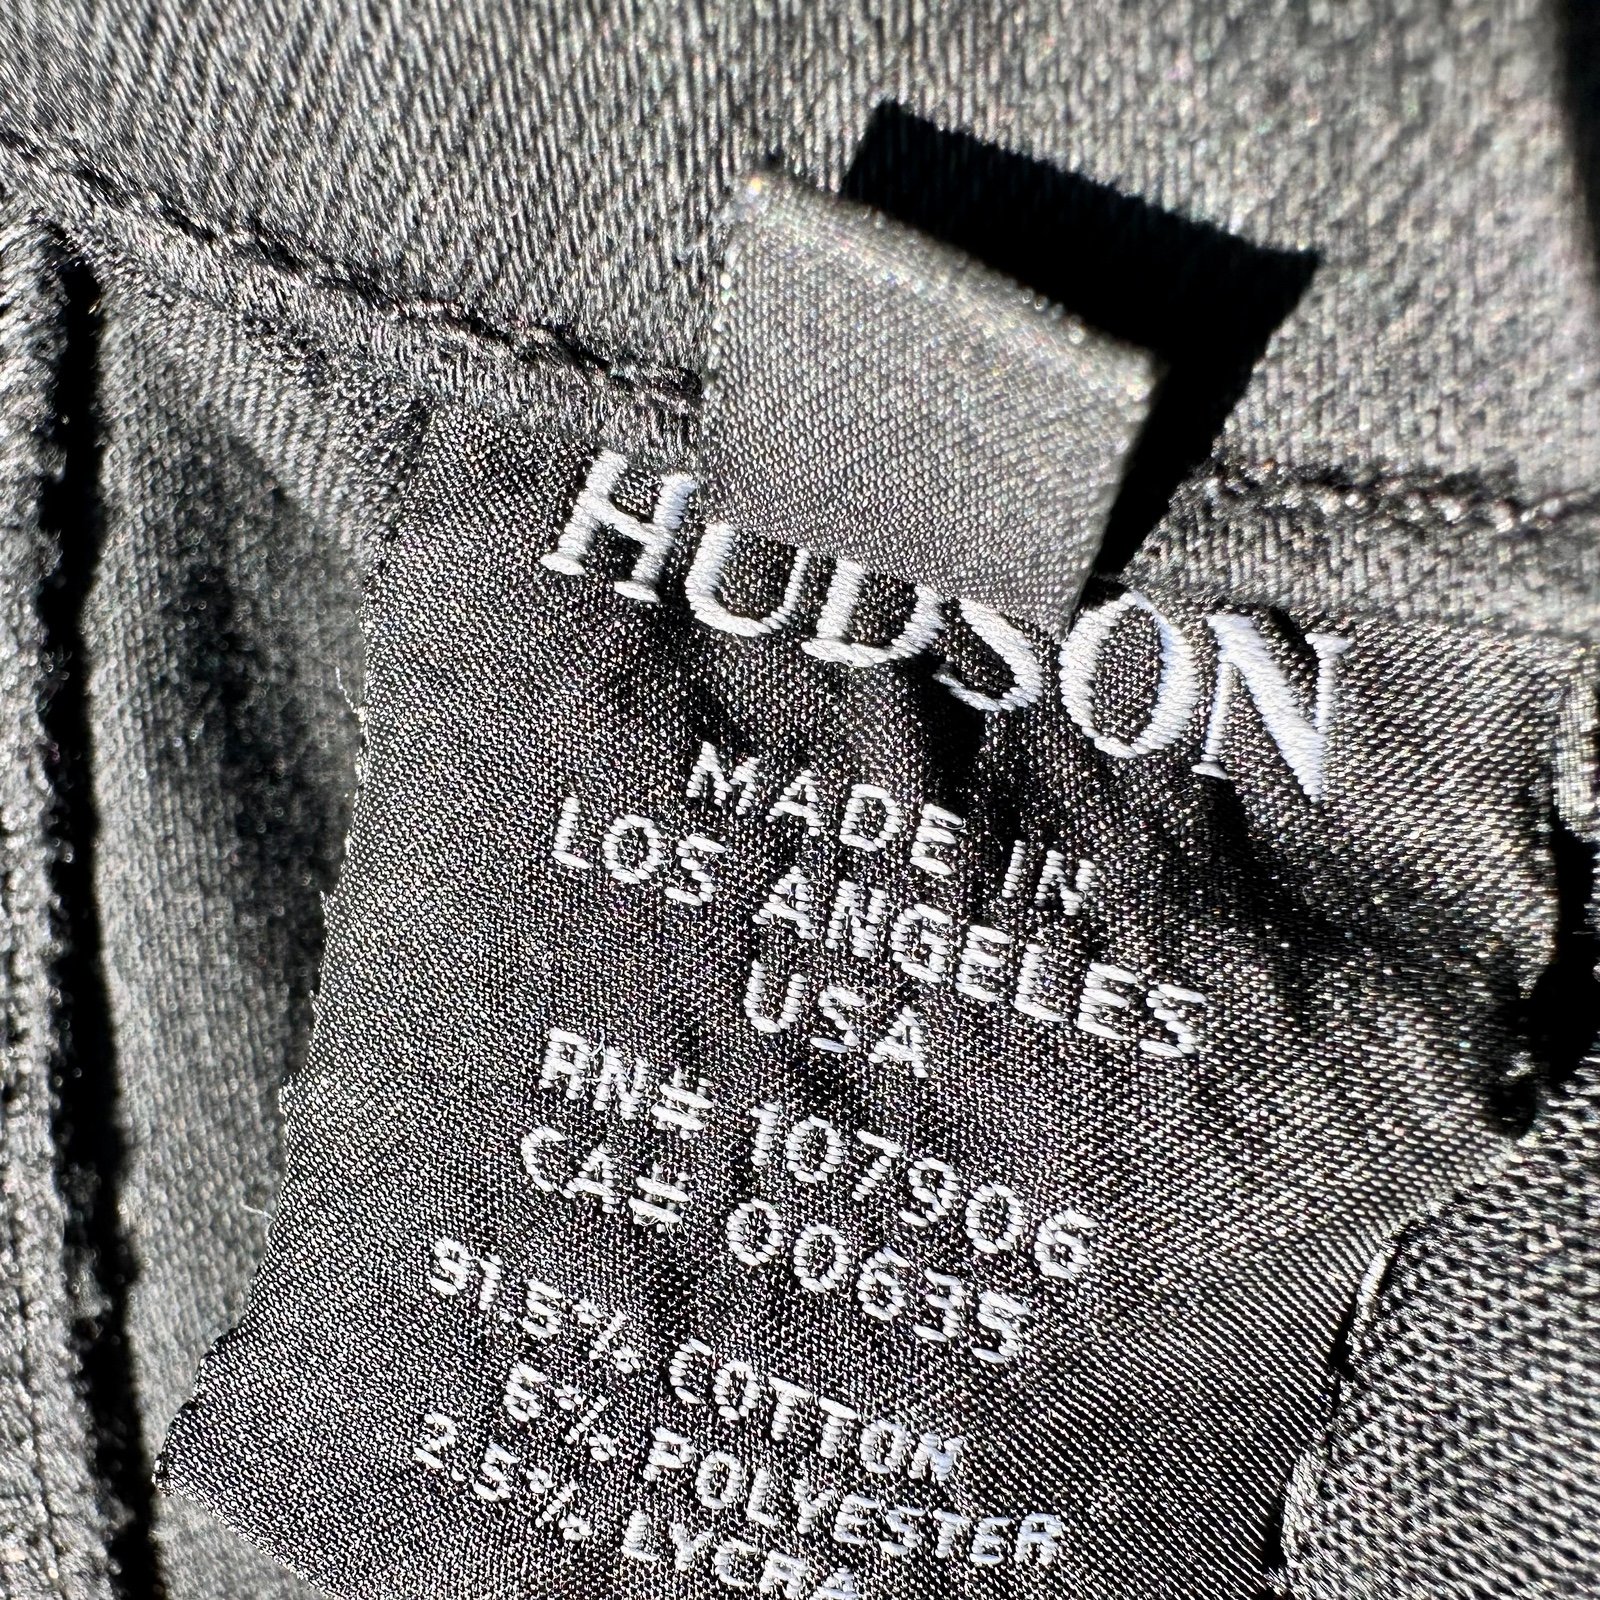 HUDSON
MADE IN
LOS ANGELES
USA
RN# 107906
CA# 00635
91.5% COTTON
6% POLYESTER
2.5% LYCRA